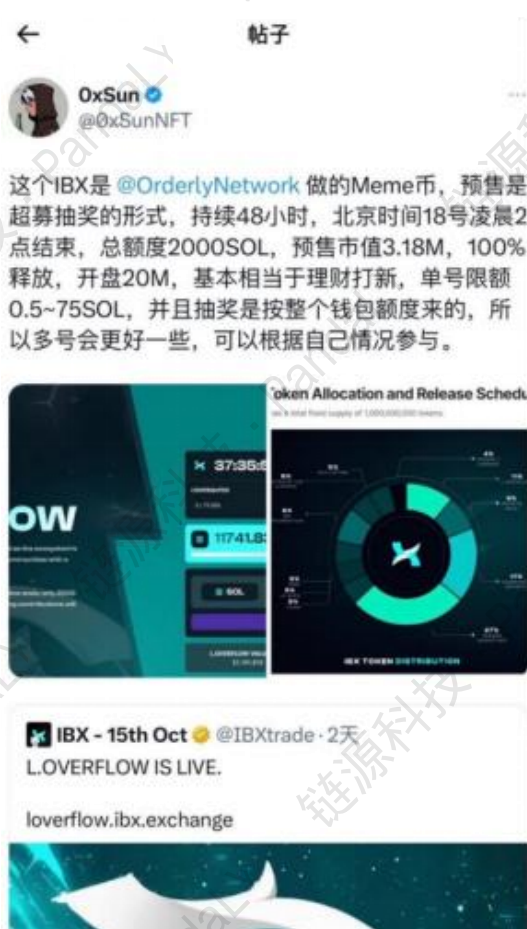 帖子
0xSun
@0xSunNFT
这个IBX是 @OrderlyNetwork 做的Meme币，预售是
超募抽奖的形式，持续48小时，北京时间18号凌晨2
点结束，总额度2000SOL，预售市值3.18M，100%
释放，开盘20M，基本相当于理财打新，单号限额
0.5~75SOL，并且抽奖是按整个钱包额度来的，所
以多号会更好一些，可以根据自己情况参与。
oken Allocation and Release Schedu
37:35:
ow
11741.8
SOL
IBX TOKEN DISTRIBUTION
IBX - 15th Oct @IBXtrade · 2天
L.OVERFLOW IS LIVE.
loverflow.ibx.exchange
链源科技